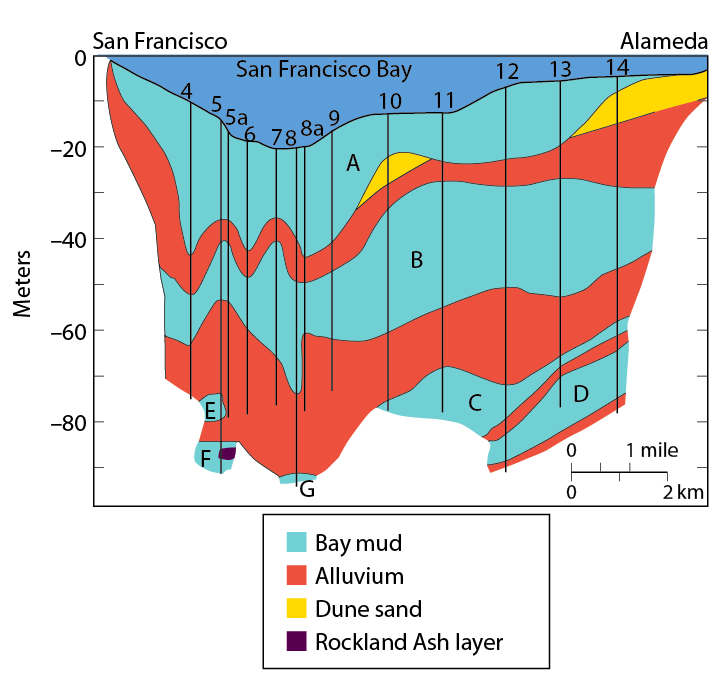 San Francisco
Alameda
0
San Francisco Bay
4
5
5a
6
7
8
8a
9
10
11
12
13
14
−20
A
−40
B
Meters
−60
E
C
D
−80
F
G
0
1 mile
0
2 km
Bay mud
Alluvium
Dune sand
Rockland Ash layer